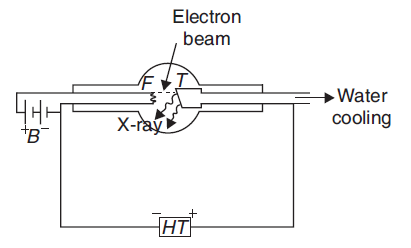 Electron
beam
F
T
Water
cooling
+B−
X-ray
− +
HT